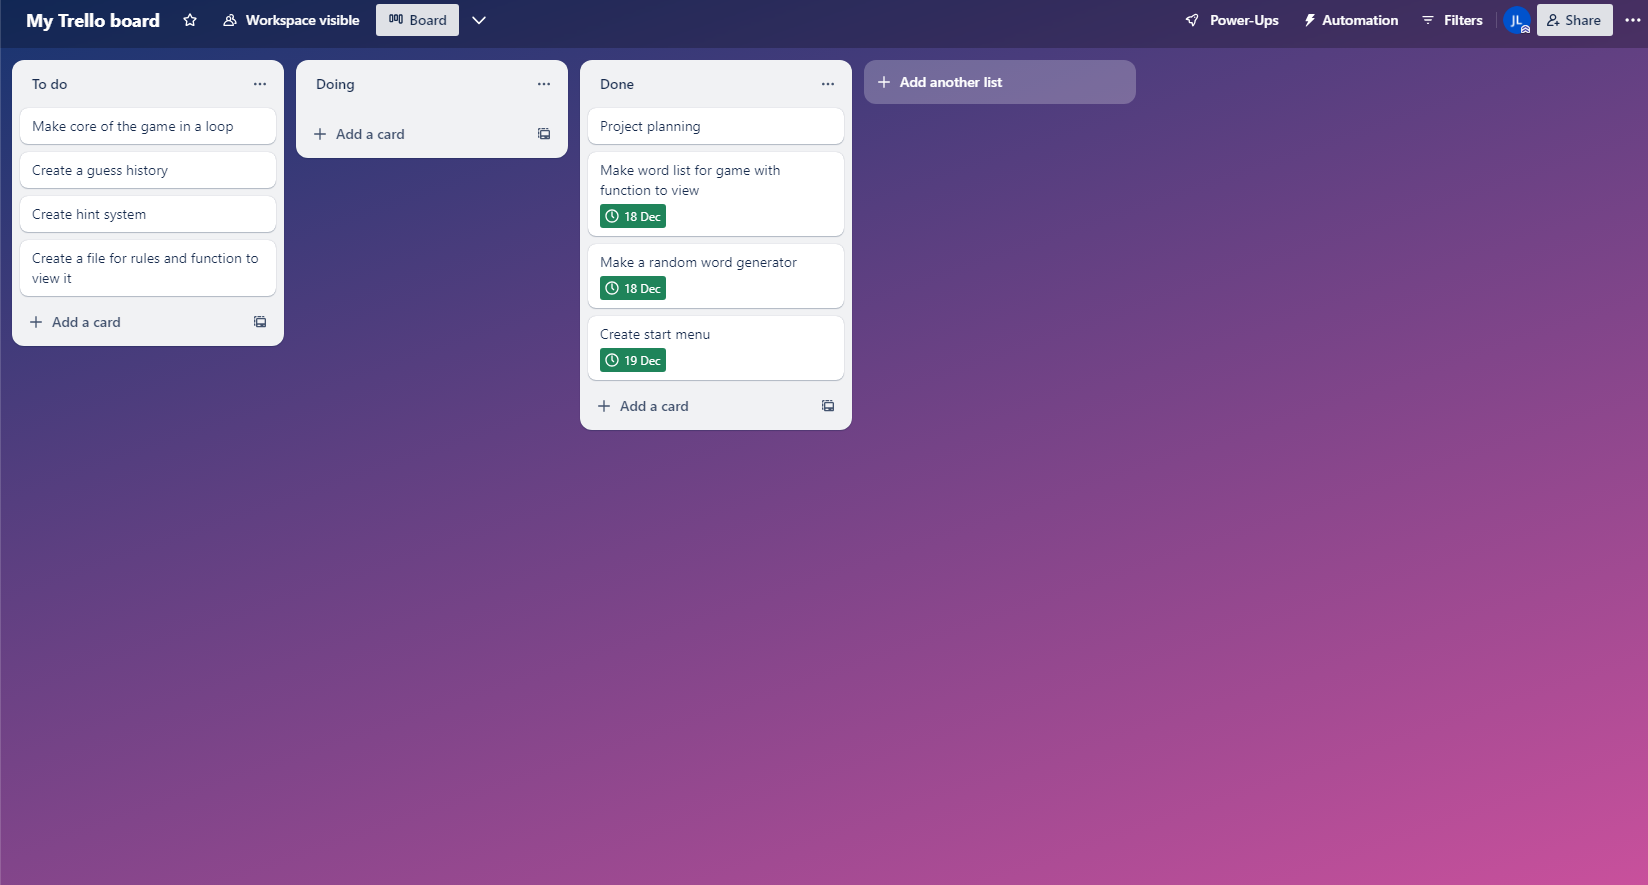 My Trello board
Workspace visible
Board
Power-Ups
Automation
Filters
JL
Share
To do
Make core of the game in a loop
Create a guess history
Create hint system
Create a file for rules and function to
view it
Add a card
Doing
Add a card
Done
Project planning
Make word list for game with
function to view
18 Dec
Make a random word generator
18 Dec
Create start menu
19 Dec
Add a card
Add another list